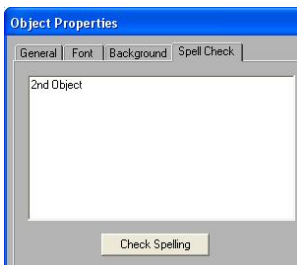 Object Properties
General Font Background Spell Check
2nd Object
Check Spelling